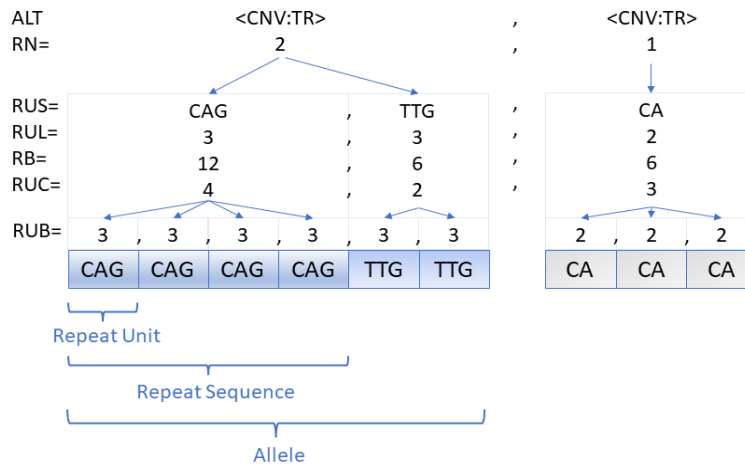 ALT <CNV:TR> , <CNV:TR>
RN= 2 , 1
RUS= CAG , TTG , CA
RUL= 3 , 3 , 2
RB= 12 , 6 , 6
RUC= 4 , 2 , 3
RUB= 3 , 3 , 3 , 3 , 3 , 3 2 , 2 , 2
CAG CAG CAG CAG TTG TTG CA CA CA
Repeat Unit
Repeat Sequence
Allele